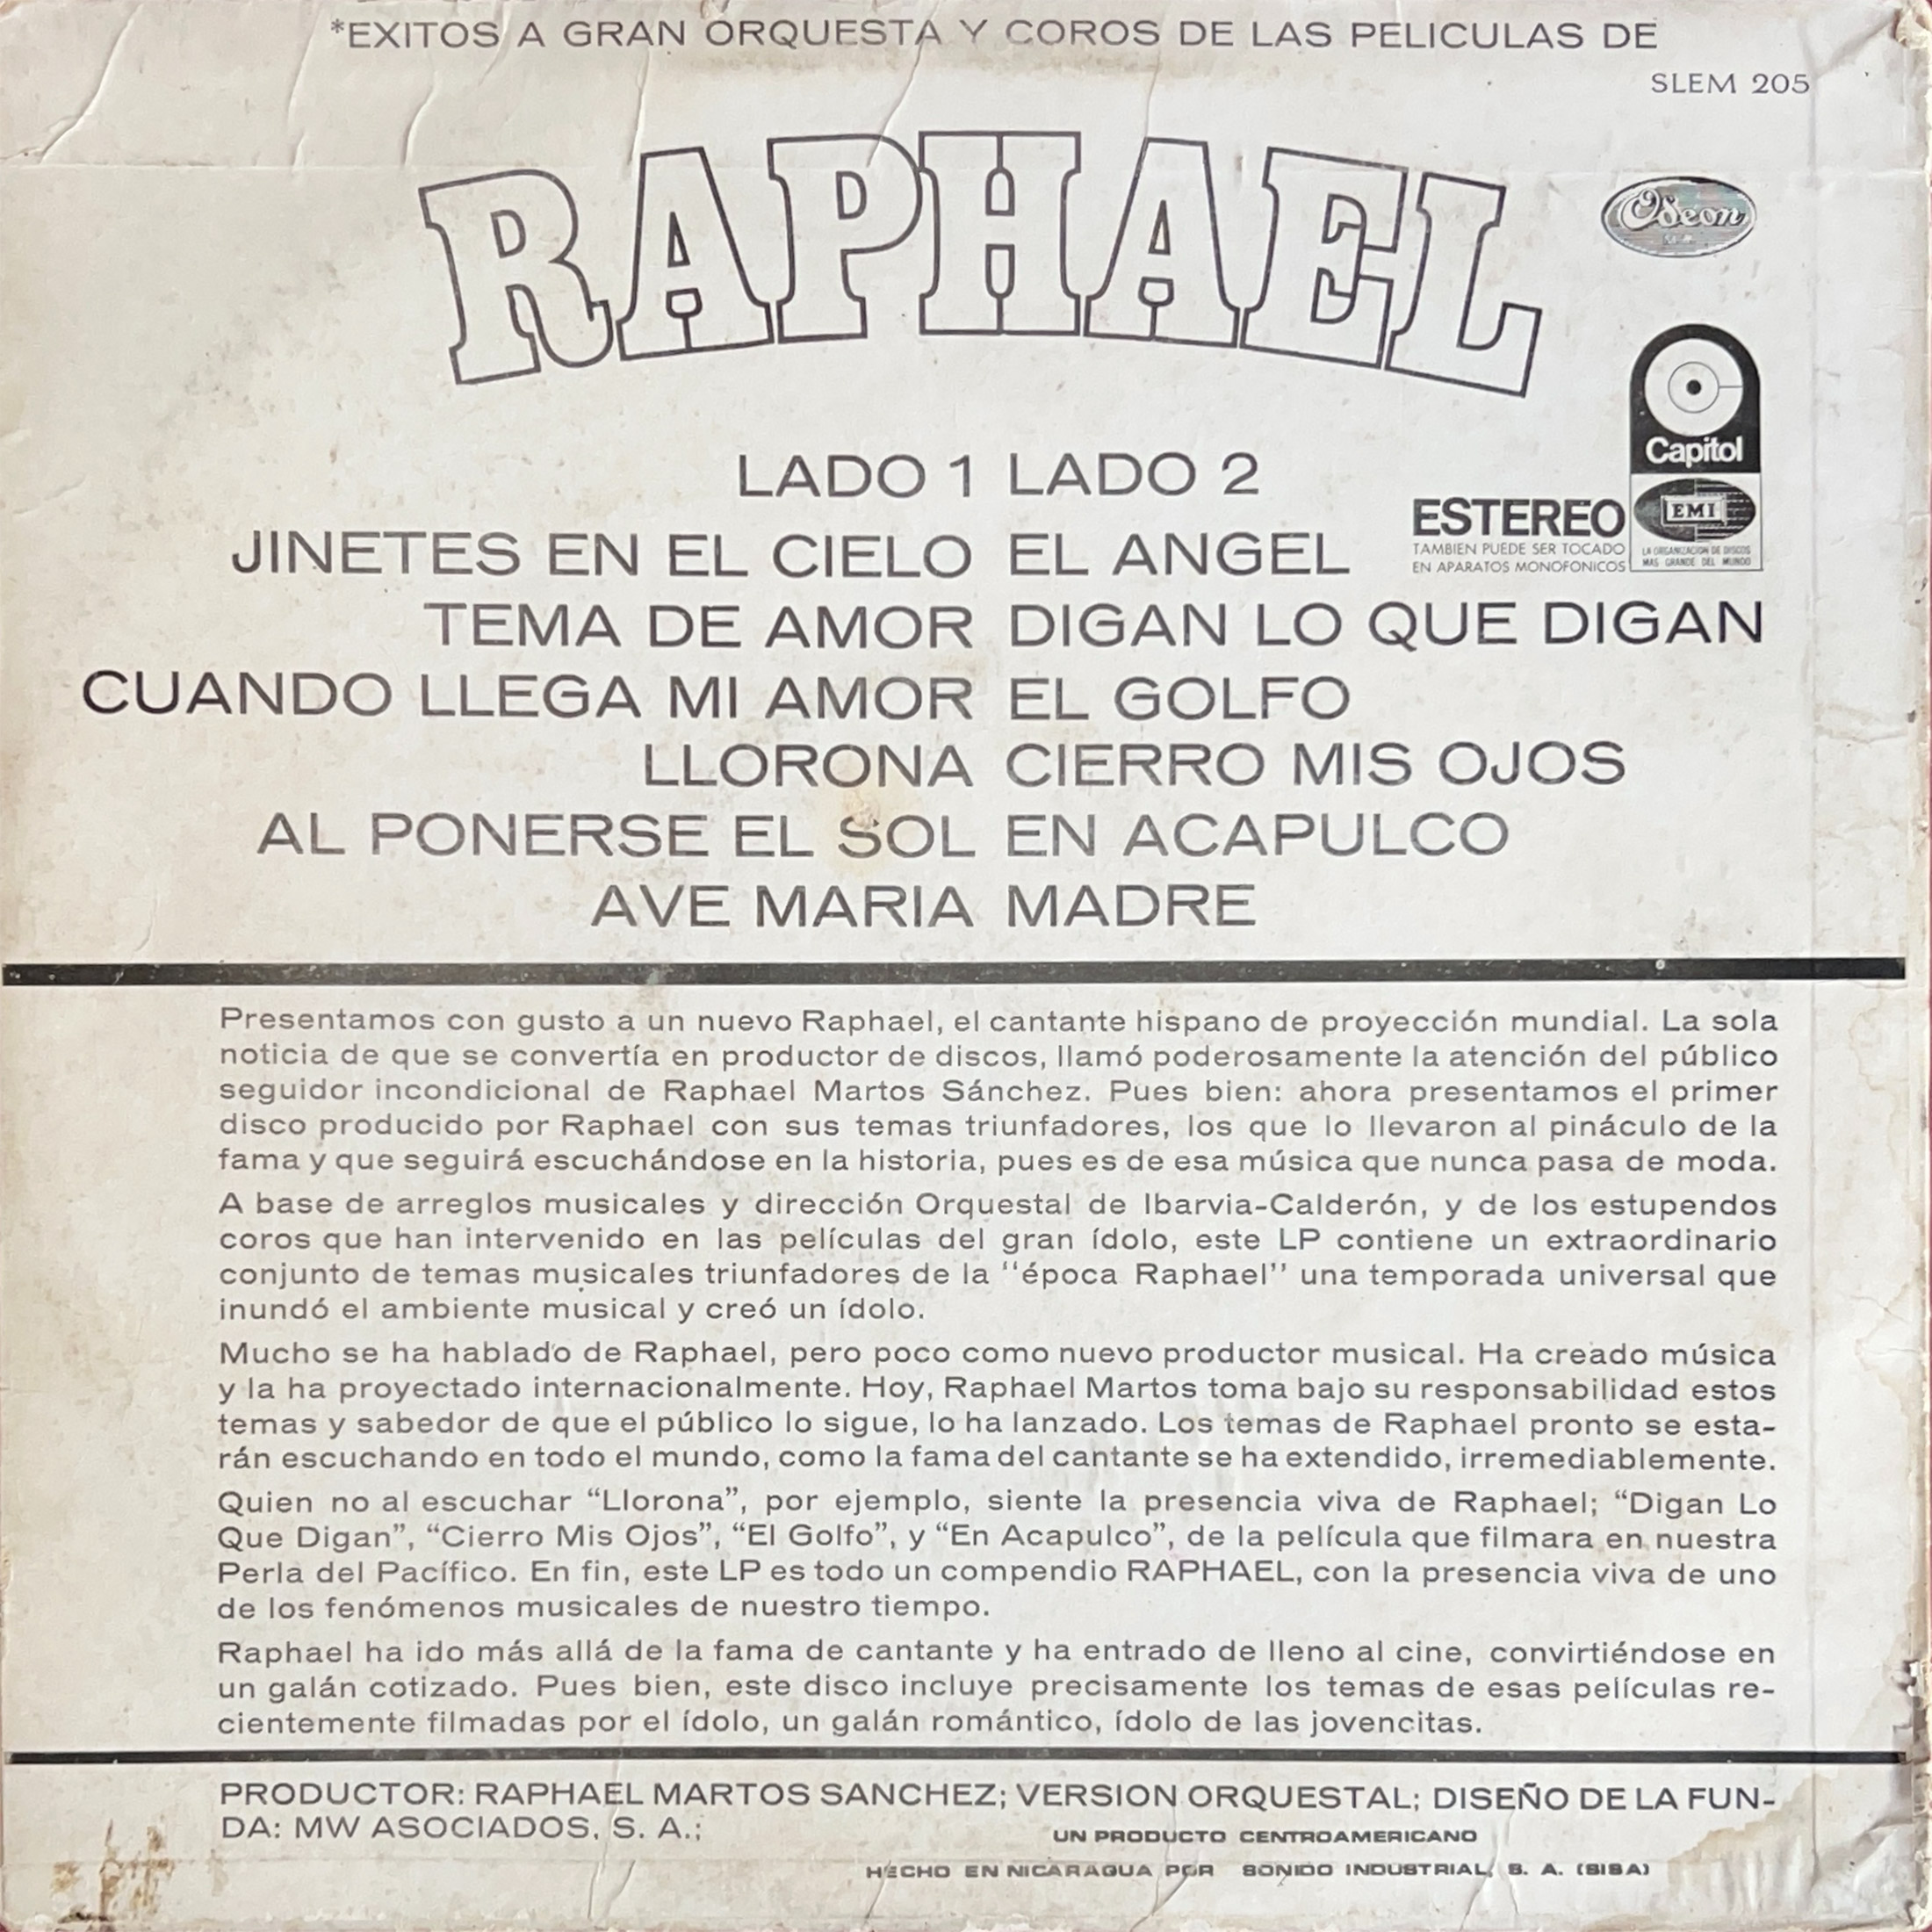 *EXITOS A GRAN ORQUESTA Y COROS DE LAS PELICULAS DE
SLEM 205
RAPHAEL
Odeon
Capitol
EMI
LA ORGANIZACION DE DISCOS
MAS GRANDE DEL MUNDO
ESTEREO
TAMBIEN PUEDE SER TOCADO
EN APARATOS MONOFONICOS
LADO 1
JINETES EN EL CIELO
TEMA DE AMOR
CUANDO LLEGA MI AMOR
LLORONA
AL PONERSE EL SOL
AVE MARIA
LADO 2
EL ANGEL
DIGAN LO QUE DIGAN
EL GOLFO
CIERRO MIS OJOS
EN ACAPULCO
MADRE
Presentamos con gusto a un nuevo Raphael, el cantante hispano de proyección mundial. La sola
noticia de que se convertía en productor de discos, llamó poderosamente la atención del público
seguidor incondicional de Raphael Martos Sánchez. Pues bien: ahora presentamos el primer
disco producido por Raphael con sus temas triunfadores, los que lo llevaron al pináculo de la
fama y que seguirá escuchándose en la historia, pues es de esa música que nunca pasa de moda.
A base de arreglos musicales y dirección Orquestal de Ibarvia-Calderón, y de los estupendos
coros que han intervenido en las películas del gran ídolo, este LP contiene un extraordinario
conjunto de temas musicales triunfadores de la ''época Raphael'' una temporada universal que
inundó el ambiente musical y creó un ídolo.
Mucho se ha hablado de Raphael, pero poco como nuevo productor musical. Ha creado música
y la ha proyectado internacionalmente. Hoy, Raphael Martos toma bajo su responsabilidad estos
temas y sabedor de que el público lo sigue, lo ha lanzado. Los temas de Raphael pronto se esta-
rán escuchando en todo el mundo, como la fama del cantante se ha extendido, irremediablemente.
Quien no al escuchar “Llorona”, por ejemplo, siente la presencia viva de Raphael; “Digan Lo
Que Digan”, “Cierro Mis Ojos”, “El Golfo”, y “En Acapulco”, de la película que filmara en nuestra
Perla del Pacífico. En fin, este LP es todo un compendio RAPHAEL, con la presencia viva de uno
de los fenómenos musicales de nuestro tiempo.
Raphael ha ido más allá de la fama de cantante y ha entrado de lleno al cine, convirtiéndose en
un galán cotizado. Pues bien, este disco incluye precisamente los temas de esas películas re-
cientemente filmadas por el ídolo, un galán romántico, ídolo de las jovencitas.
PRODUCTOR: RAPHAEL MARTOS SANCHEZ; VERSION ORQUESTAL; DISEÑO DE LA FUN-
DA: MW ASOCIADOS, S. A.;
UN PRODUCTO CENTROAMERICANO
HECHO EN NICARAGUA POR SONIDO INDUSTRIAL, S. A. (SISA)